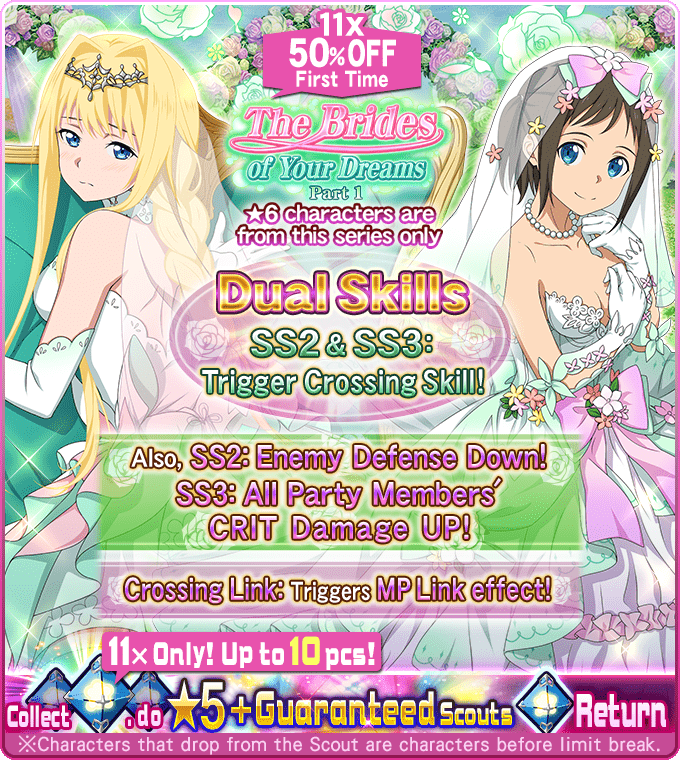 11x
50%OFF
First Time
The Brides
of Your Dreams
Part 1
★6 characters are
from this series only
Dual Skills
SS2 & SS3:
Trigger Crossing Skill!
Also, SS2: Enemy Defense Down!
SS3: All Party Members'
CRIT Damage UP!
Crossing Link: Triggers MP Link effect!
11× Only! Up to 10 pcs!
Collect , do ★5+Guaranteed Scouts Return
※Characters that drop from the Scout are characters before limit break.